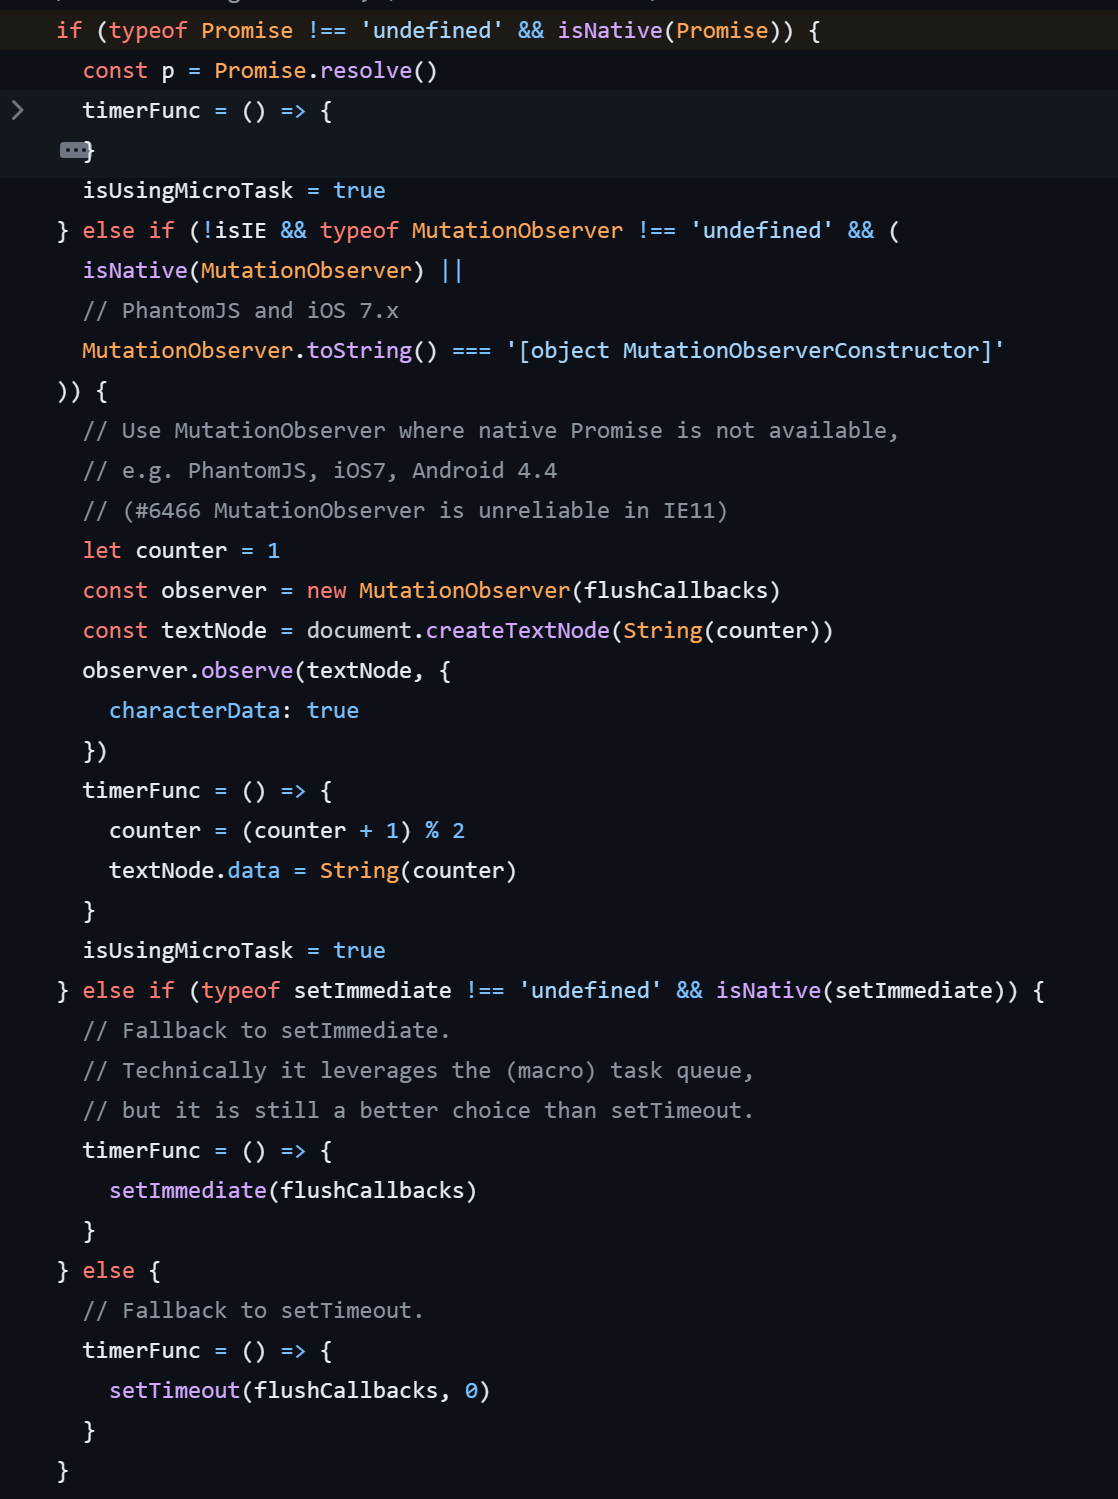 if (typeof Promise !== 'undefined' && isNative(Promise)) {
  const p = Promise.resolve()
  timerFunc = () => {
···}
  isUsingMicroTask = true
} else if (!isIE && typeof MutationObserver !== 'undefined' && (
  isNative(MutationObserver) ||
  // PhantomJS and iOS 7.x
  MutationObserver.toString() === '[object MutationObserverConstructor]'
)) {
  // Use MutationObserver where native Promise is not available,
  // e.g. PhantomJS, iOS7, Android 4.4
  // (#6466 MutationObserver is unreliable in IE11)
  let counter = 1
  const observer = new MutationObserver(flushCallbacks)
  const textNode = document.createTextNode(String(counter))
  observer.observe(textNode, {
    characterData: true
  })
  timerFunc = () => {
    counter = (counter + 1) % 2
    textNode.data = String(counter)
  }
  isUsingMicroTask = true
} else if (typeof setImmediate !== 'undefined' && isNative(setImmediate)) {
  // Fallback to setImmediate.
  // Technically it leverages the (macro) task queue,
  // but it is still a better choice than setTimeout.
  timerFunc = () => {
    setImmediate(flushCallbacks)
  }
} else {
  // Fallback to setTimeout.
  timerFunc = () => {
    setTimeout(flushCallbacks, 0)
  }
}